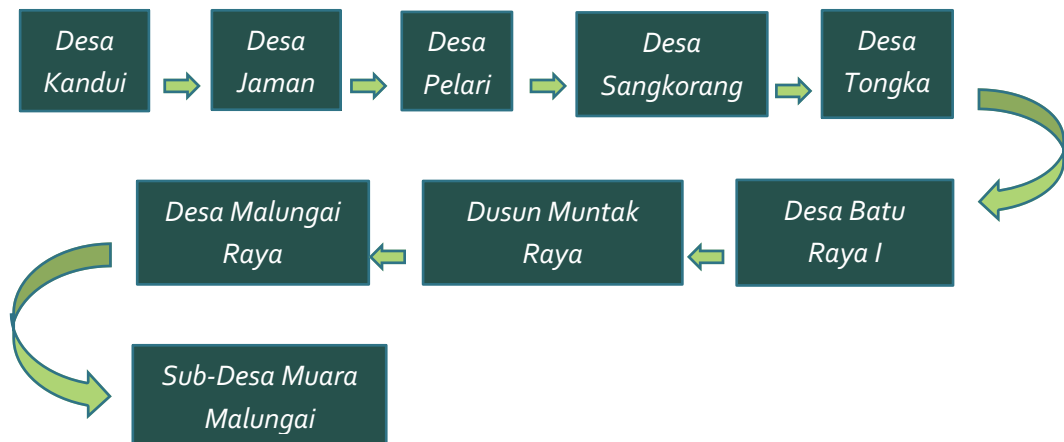 Desa
Kandui
Desa
Jaman
Desa
Pelari
Desa
Sangkorang
Desa
Tongka
Desa Batu
Raya I
Dusun Muntak
Raya
Desa Malungai
Raya
Sub-Desa Muara
Malungai